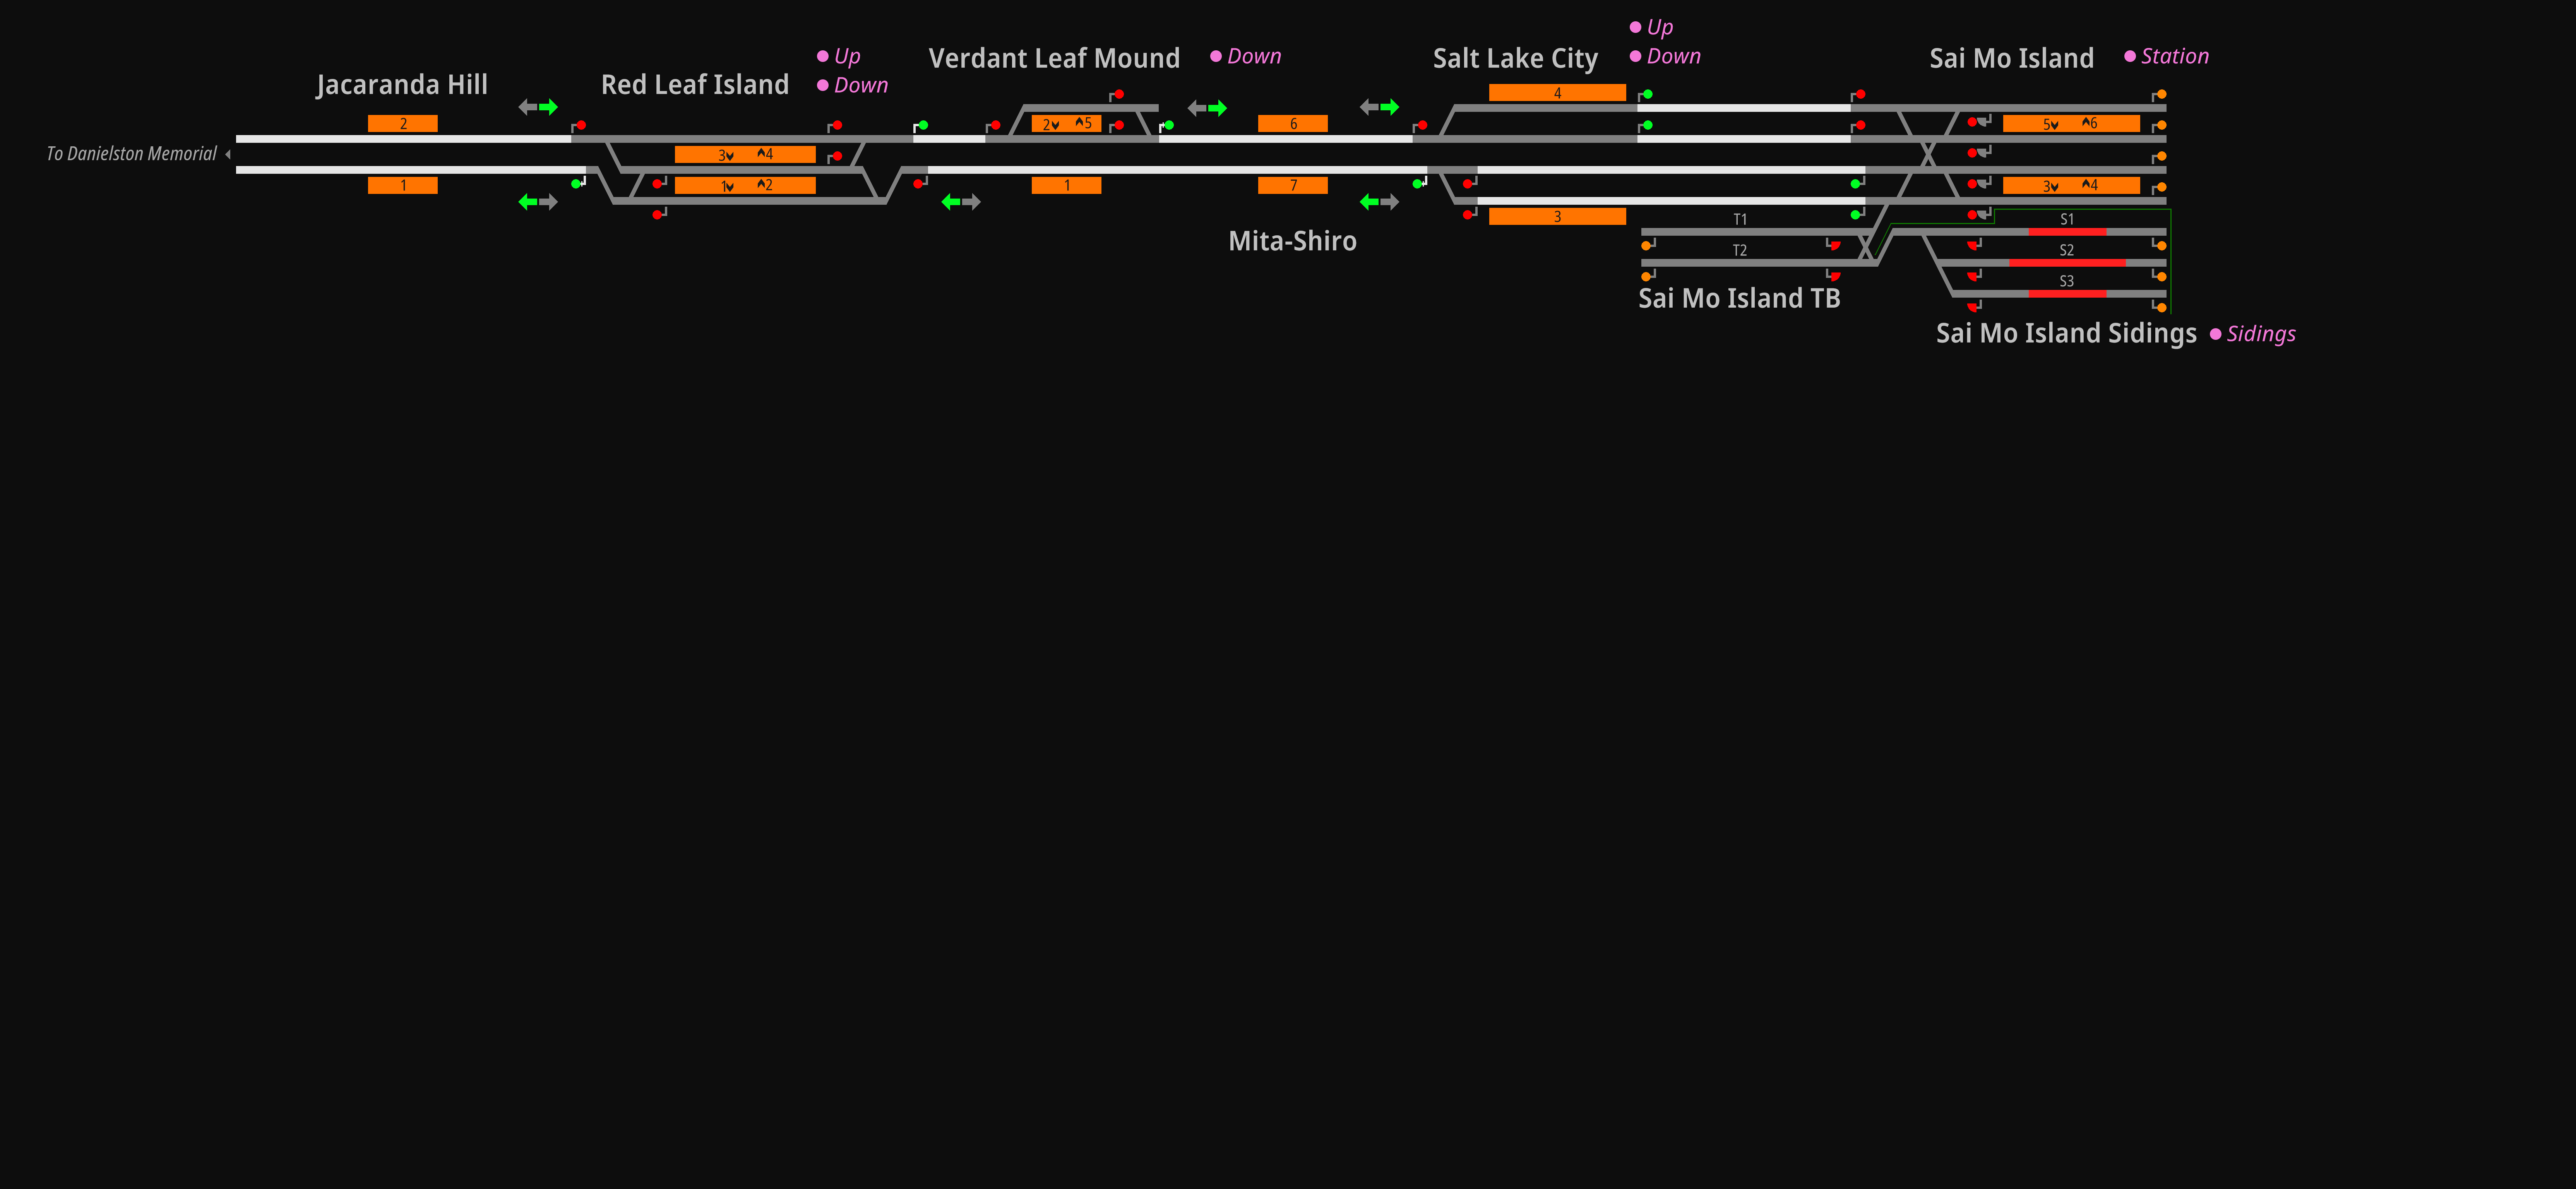 Up
Verdant Leaf Mound
Down
Salt Lake City
Down
Sai Mo Island
Station
Up
Jacaranda Hill
Red Leaf Island
Down
4
2
2
5
6
5
6
To Danielston Memorial
3
4
1
1
2
1
7
3
4
3
T1
S1
Mita-Shiro
T2
S2
S3
Sai Mo Island TB
Sai Mo Island Sidings
Sidings